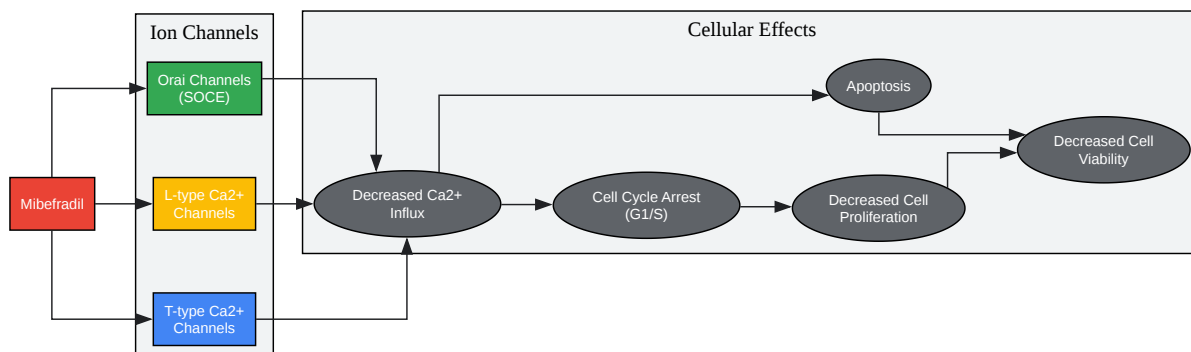 Ion Channels
Cellular Effects
Orai Channels
(SOCE)
Apoptosis
Decreased Cell
Viability
Mibefradil
L-type Ca2+
Channels
Decreased Ca2+
Influx
Cell Cycle Arrest
(G1/S)
Decreased Cell
Proliferation
T-type Ca2+
Channels